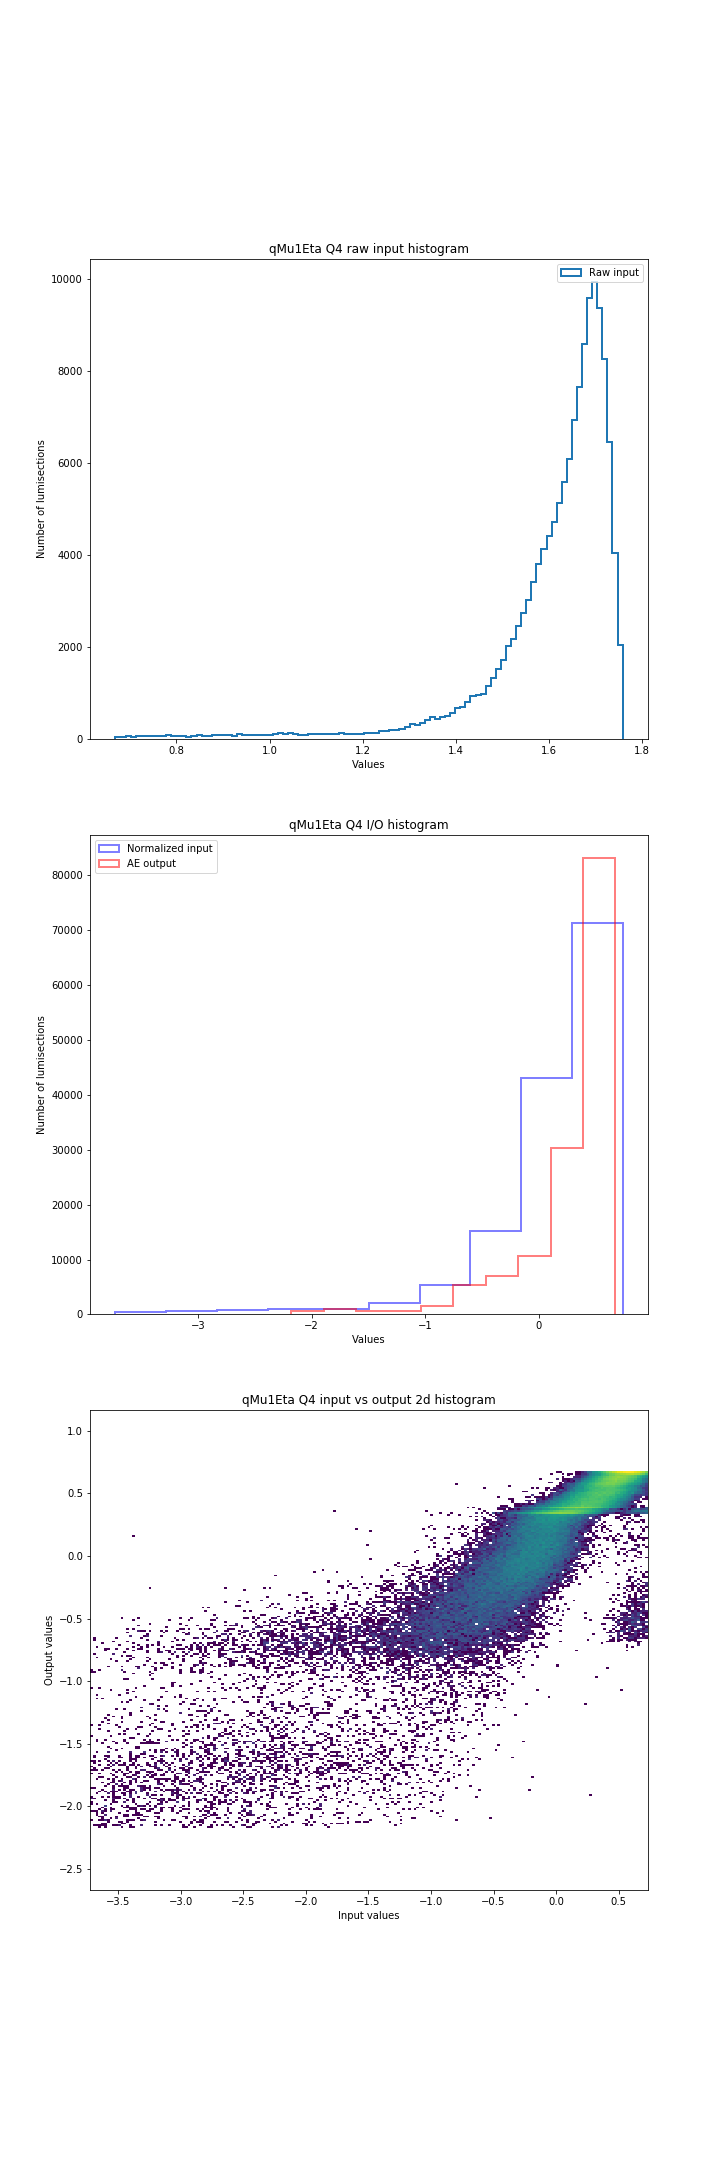 qMu1Eta Q4 raw input histogram
Raw input
10000
8000
6000
4000
2000
0
Number of lumisections
0.8 1.0 1.2 1.4 1.6 1.8
Values
qMu1Eta Q4 I/O histogram
Normalized input
AE output
80000
70000
60000
50000
40000
30000
20000
10000
0
Number of lumisections
−3 −2 −1 0
Values
qMu1Eta Q4 input vs output 2d histogram
1.0
0.5
0.0
−0.5
−1.0
−1.5
−2.0
−2.5
Output values
−3.5 −3.0 −2.5 −2.0 −1.5 −1.0 −0.5 0.0 0.5
Input values